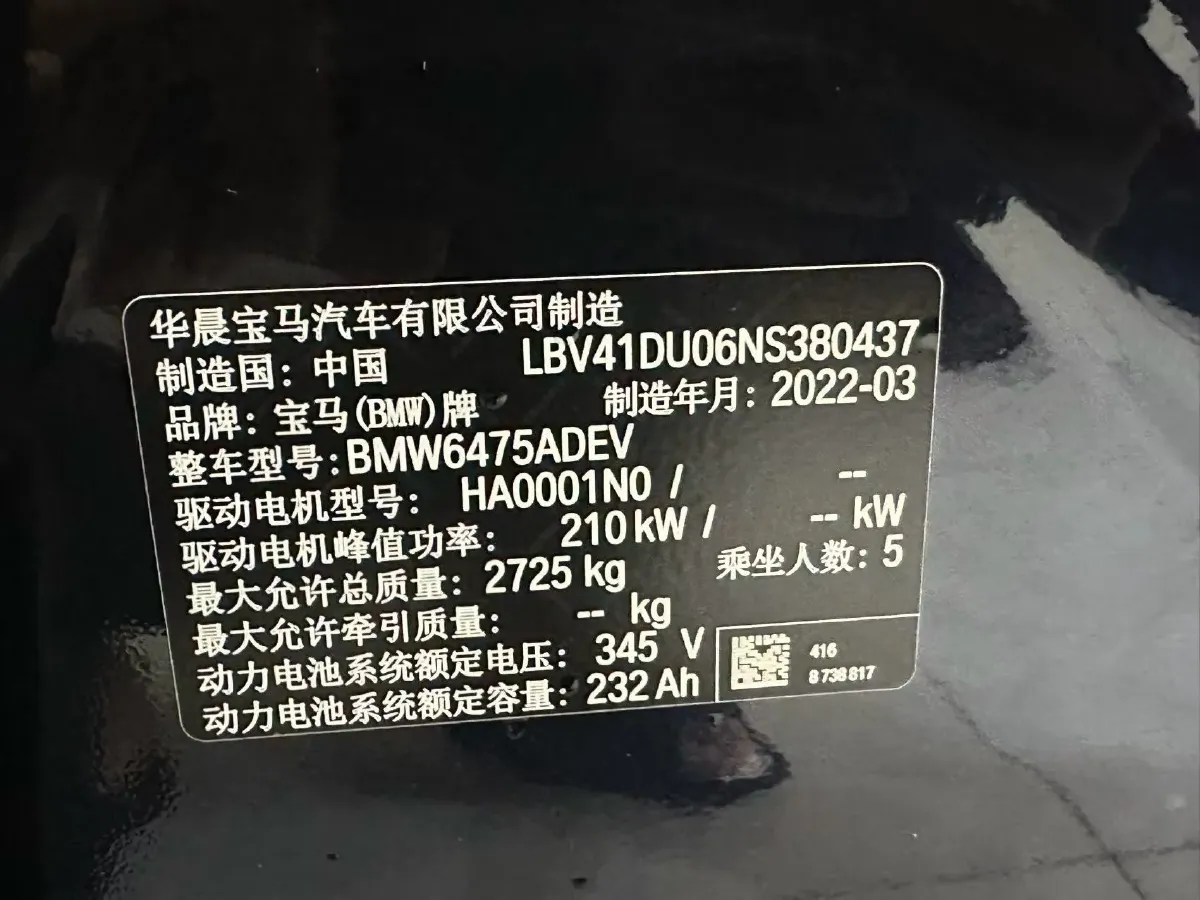 华晨宝马汽车有限公司制造
制造国：中国 LBV41DU06NS380437
品牌：宝马(BMW)牌 制造年月：2022-03
整车型号:BMW6475ADEV
驱动电机型号： HA0001N0 / --
驱动电机峰值功率： 210 kW / -- kW
最大允许总质量： 2725 kg 乘坐人数：5
最大允许牵引质量： -- kg
动力电池系统额定电压： 345 V
动力电池系统额定容量：232 Ah
416
8 738 817